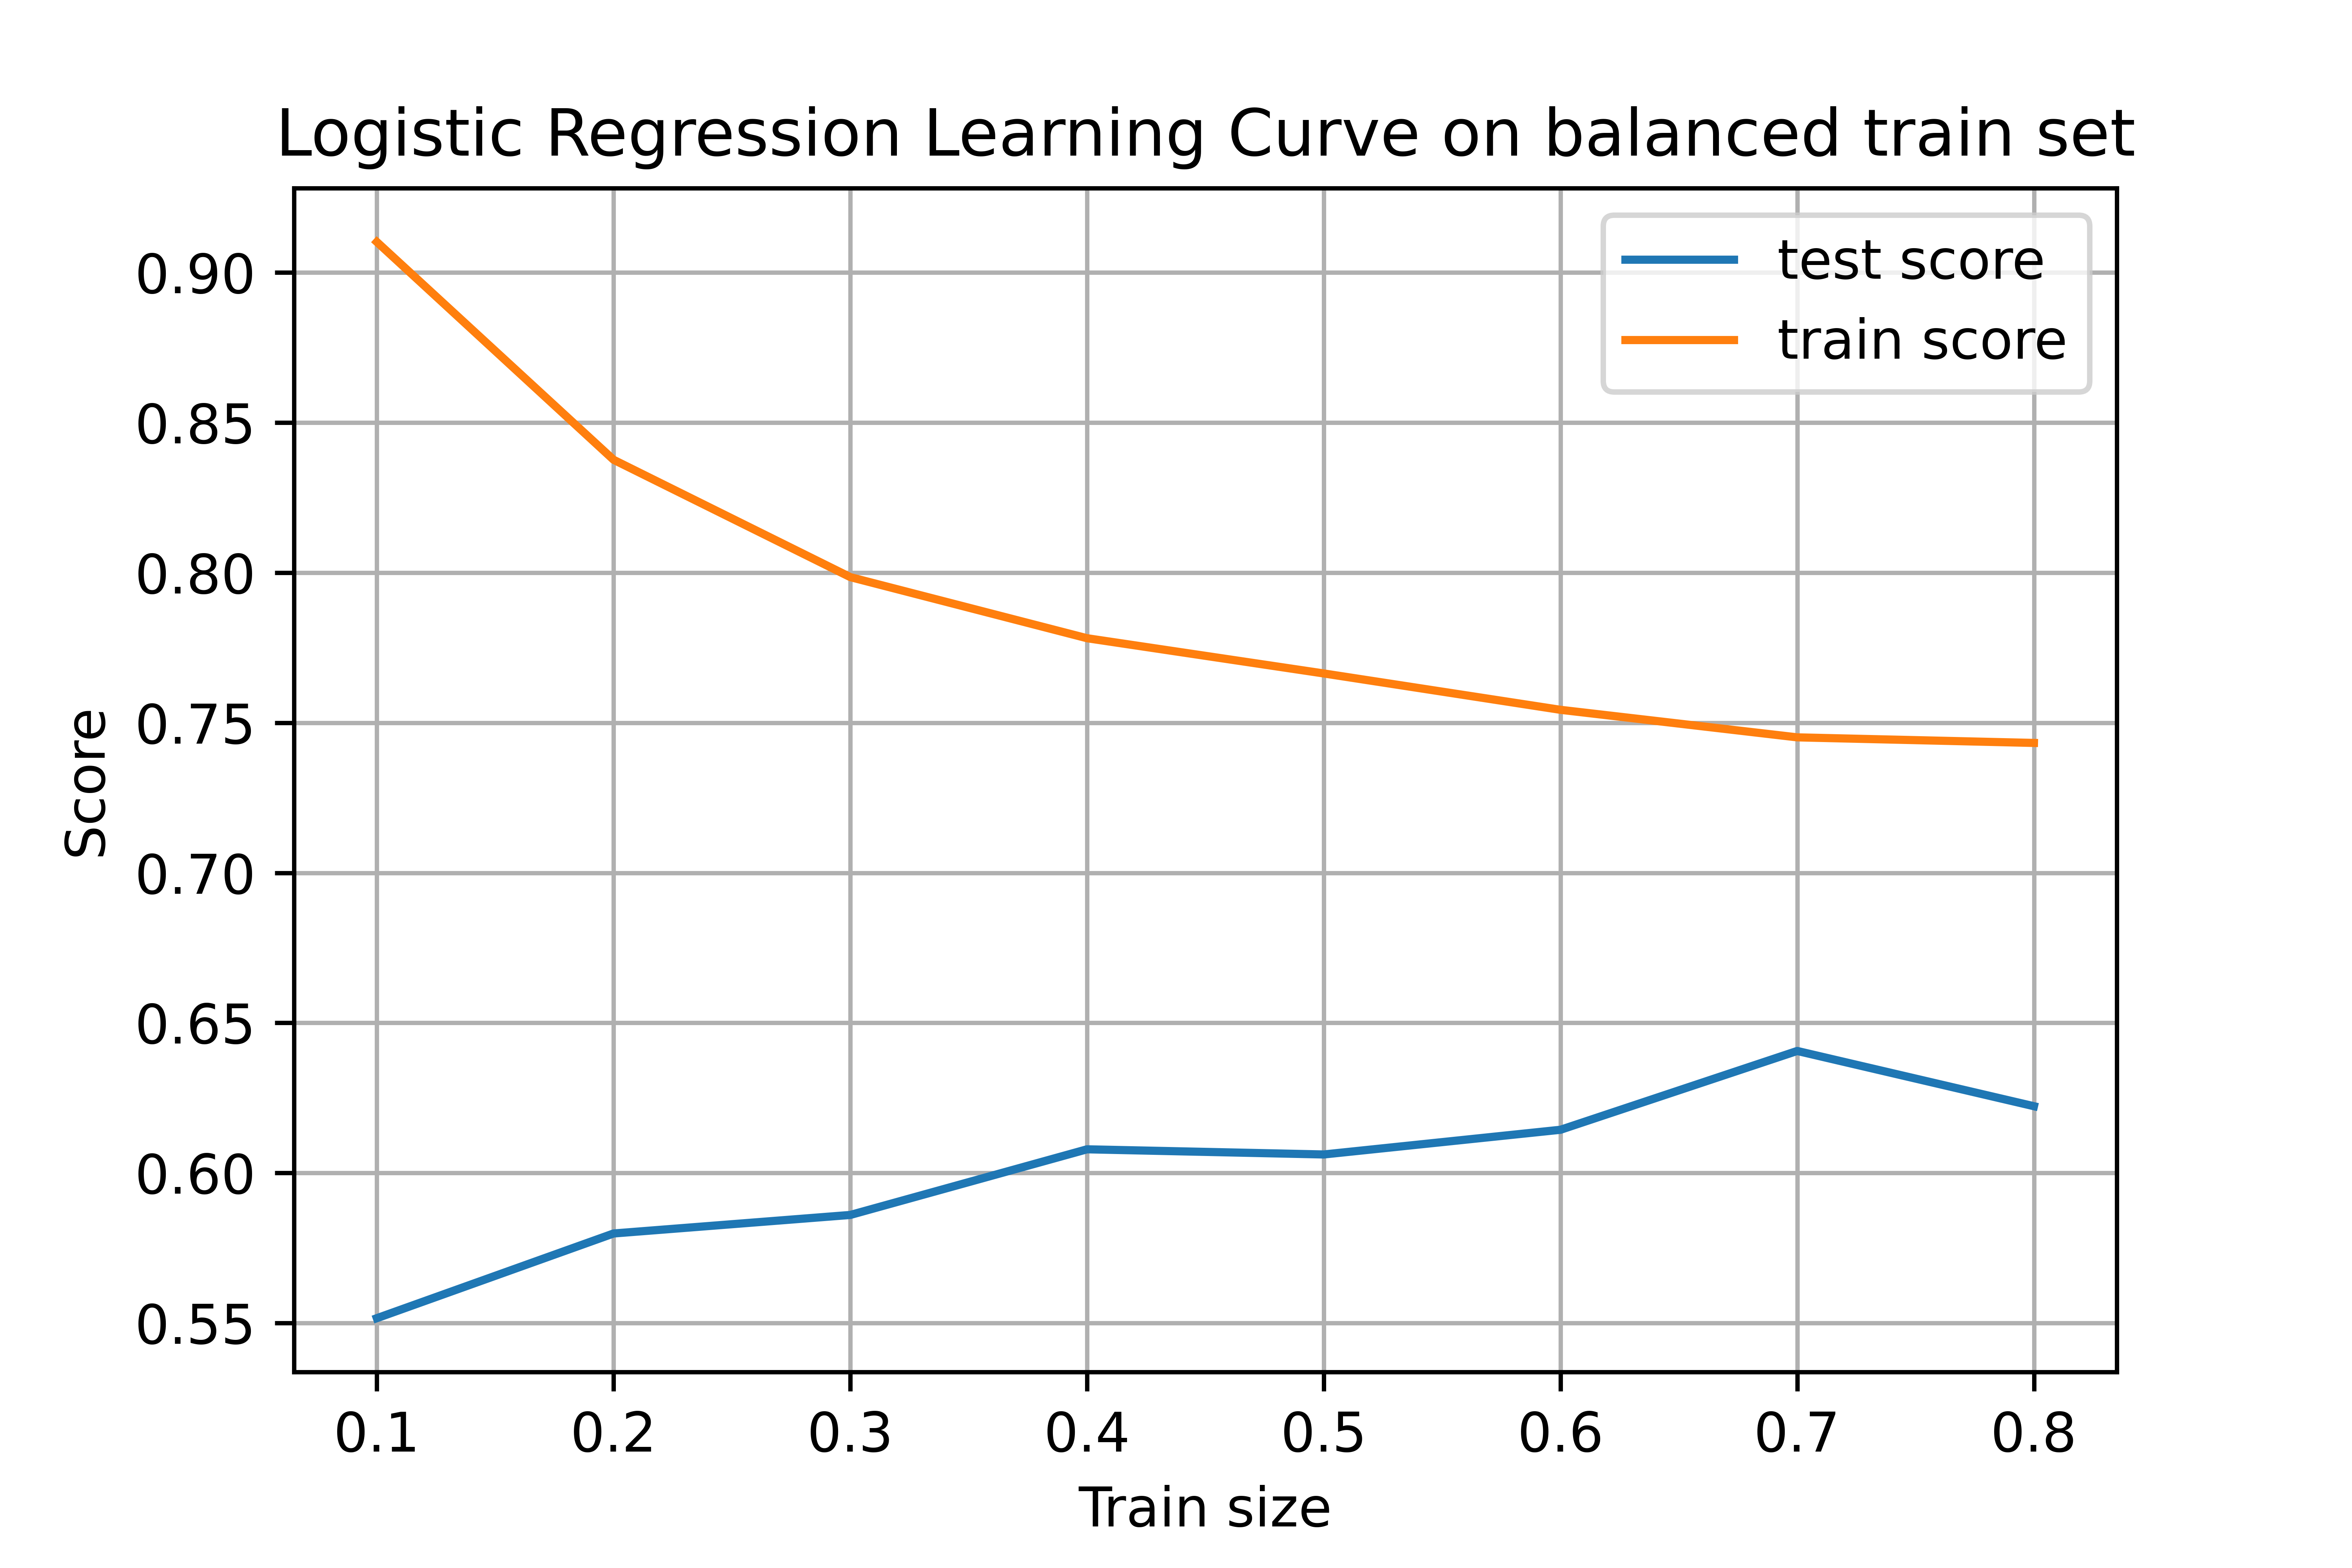 Logistic Regression Learning Curve on balanced train set
test score
train score
0.90
0.85
0.80
0.75
0.70
0.65
0.60
0.55
Score
0.1 0.2 0.3 0.4 0.5 0.6 0.7 0.8
Train size